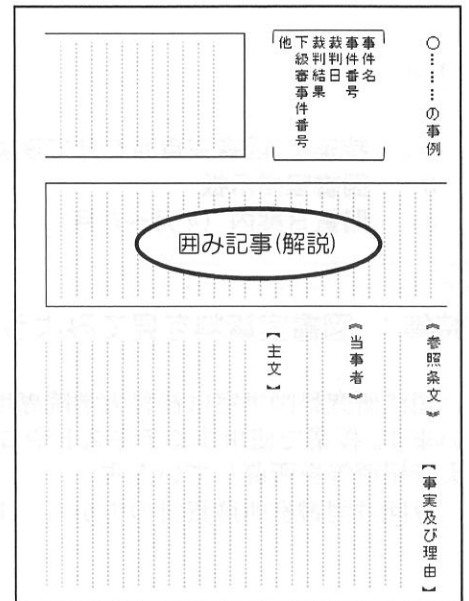 ○………の事例
事件名
事件番号
裁判日
裁判結果
下級審事件番号
他
囲み記事(解説)
《参照条文》
《当事者》
【主文】
【事実及び理由】